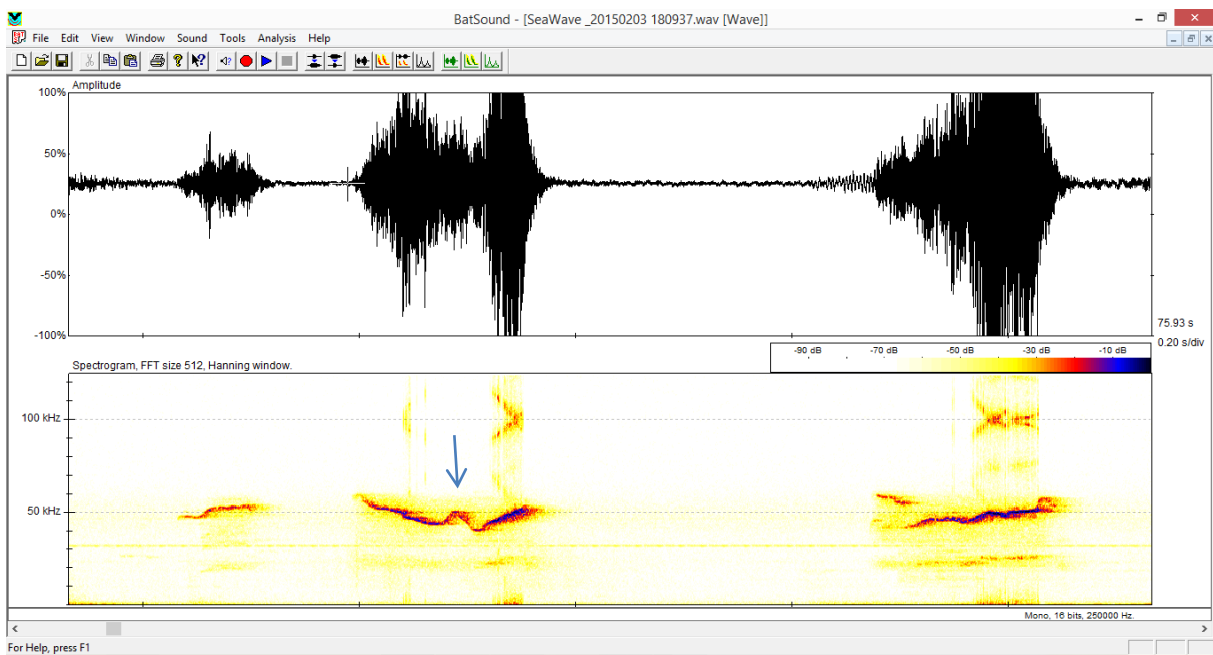 BatSound - [SeaWave _20150203 180937.wav [Wave]]
File Edit View Window Sound Tools Analysis Help
Amplitude
100%
50%
0%
-50%
-100%
75.93 s
0.20 s/div
-90 dB -70 dB -50 dB -30 dB -10 dB
Spectrogram, FFT size 512, Hanning window.
100 kHz
50 kHz
Mono, 16 bits, 250000 Hz.
For Help, press F1